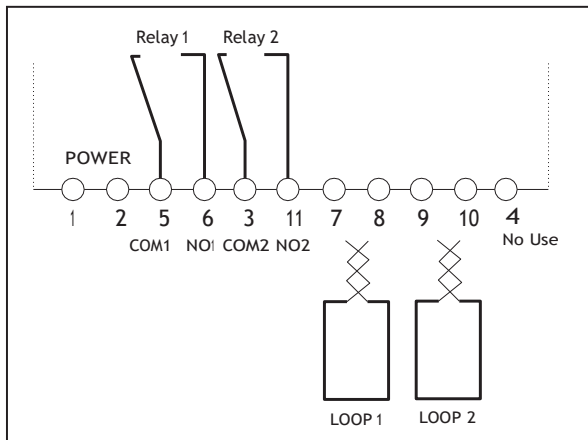 Relay 1 Relay 2
POWER
1 2 5 6 3 11 7 8 9 10 4
COM1 NO1 COM2 NO2 No Use
LOOP 1 LOOP 2